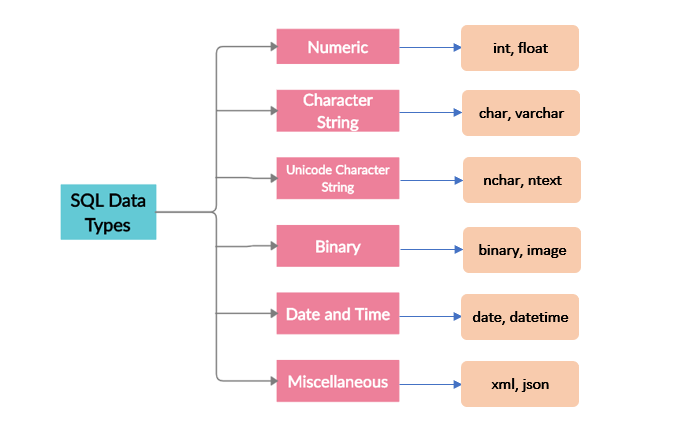 Numeric
int, float
Character
String
char, varchar
Unicode Character
String
nchar, ntext
SQL Data
Types
Binary
binary, image
Date and Time
date, datetime
Miscellaneous
xml, json